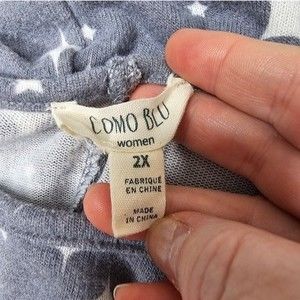 COMO BLU
women
2X
FABRIQUÉ
EN CHINE
MADE
IN CHINA